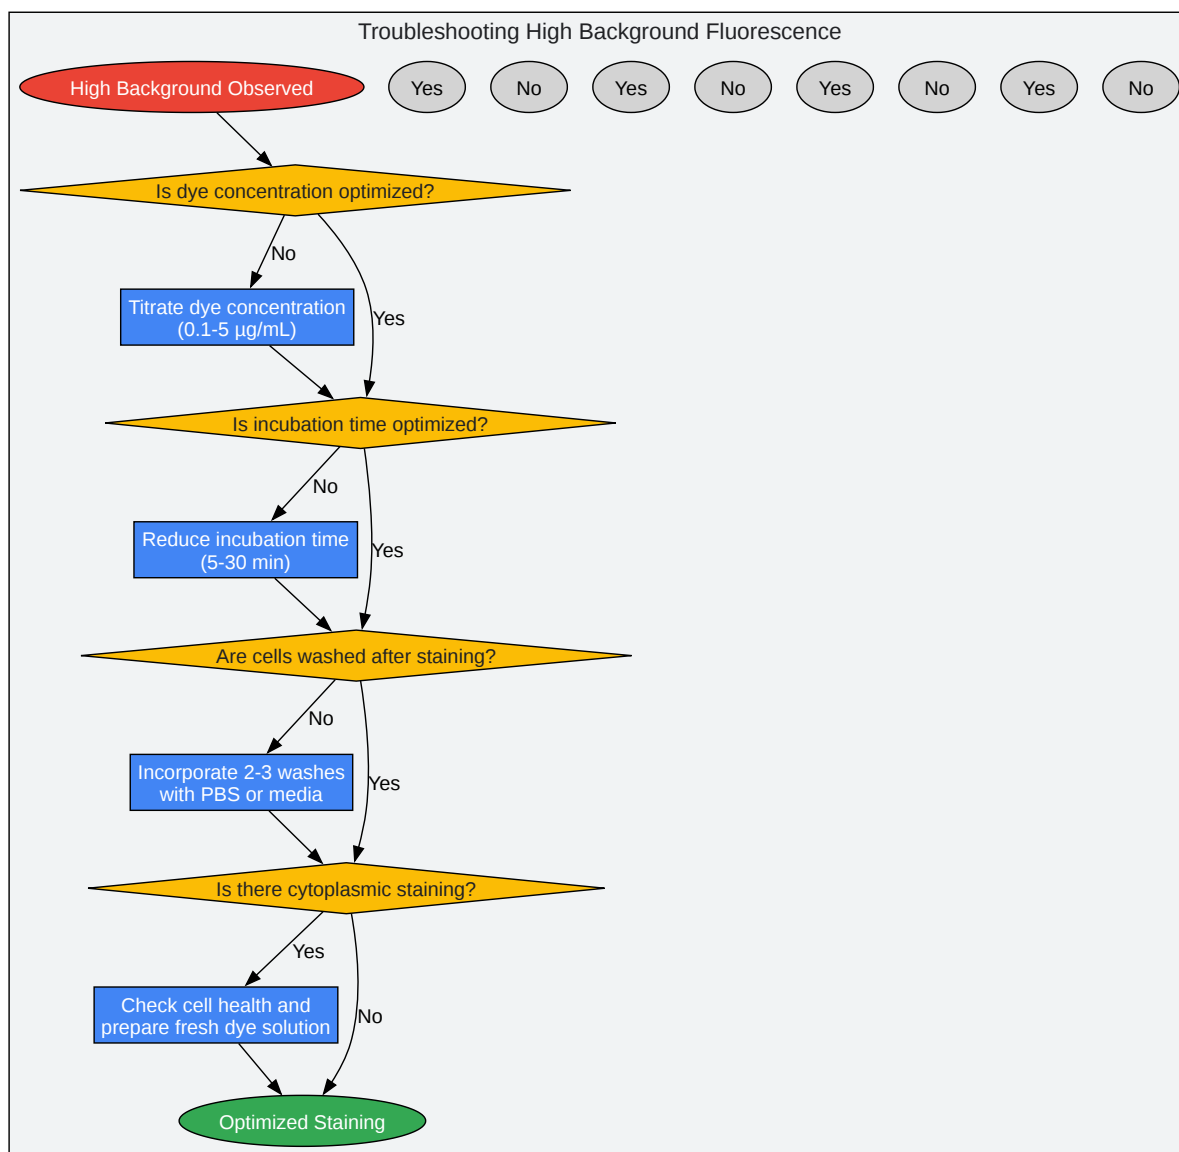 Troubleshooting High Background Fluorescence
High Background Observed
Yes
No
Yes
No
Yes
No
Yes
No
Is dye concentration optimized?
No
Titrate dye concentration
(0.1-5 µg/mL)
Yes
Is incubation time optimized?
No
Reduce incubation time
(5-30 min)
Yes
Are cells washed after staining?
No
Incorporate 2-3 washes
with PBS or media
Yes
Is there cytoplasmic staining?
Yes
Check cell health and
prepare fresh dye solution
No
Optimized Staining